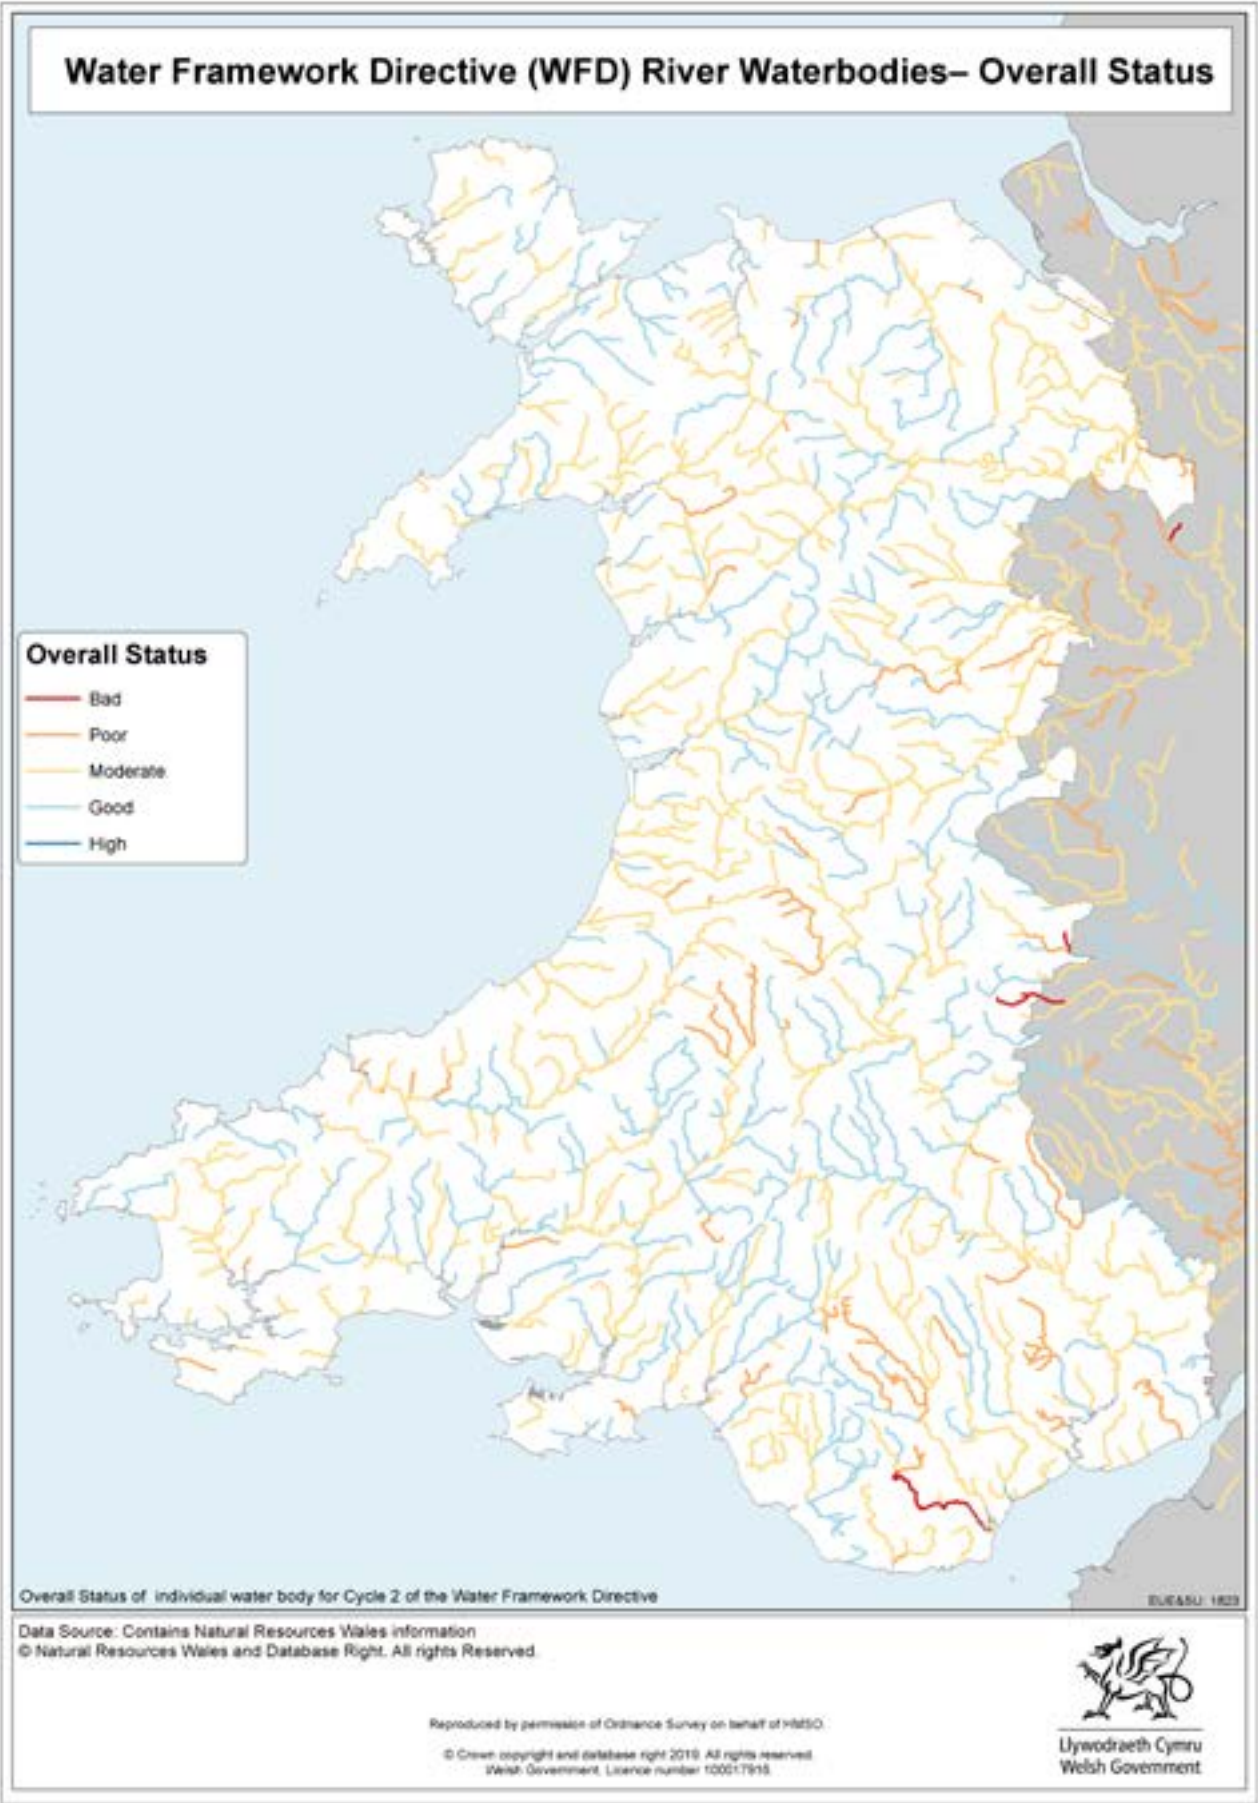 Water Framework Directive (WFD) River Waterbodies– Overall Status
Overall Status
Bad
Poor
Moderate
Good
High
Overall Status of individual water body for Cycle 2 of the Water Framework Directive
EUE&SU: 1823
Data Source: Contains Natural Resources Wales information
© Natural Resources Wales and Database Right. All rights Reserved.
Reproduced by permission of Ordnance Survey on behalf of HMSO.
© Crown copyright and database right 2019. All rights reserved.
Welsh Government. Licence number 100017916.
Llywodraeth Cymru
Welsh Government